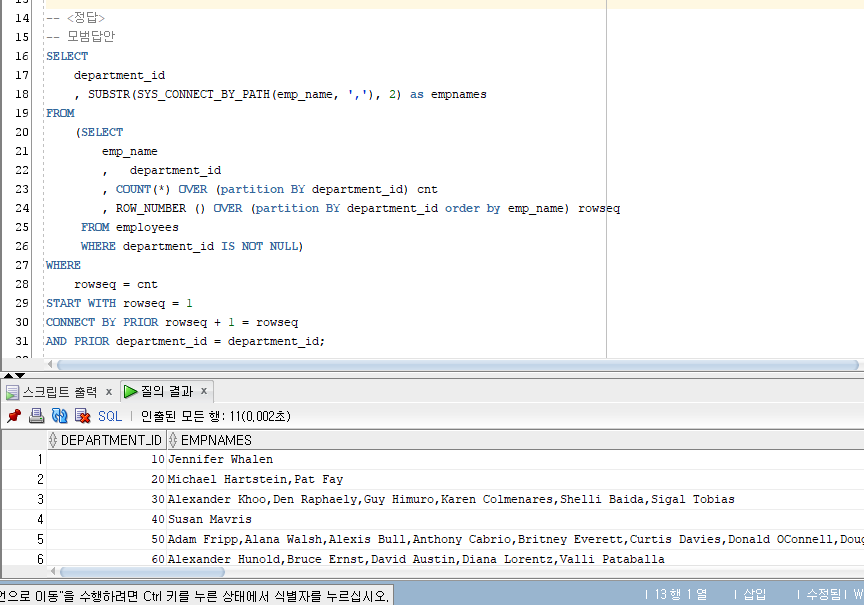 14 -- <정답>
15 -- 모범답안
16 SELECT
17 department_id
18 , SUBSTR(SYS_CONNECT_BY_PATH(emp_name, ','), 2) as empnames
19 FROM
20 (SELECT
21 emp_name
22 , department_id
23 , COUNT(*) OVER (partition BY department_id) cnt
24 , ROW_NUMBER () OVER (partition BY department_id order by emp_name) rowseq
25 FROM employees
26 WHERE department_id IS NOT NULL)
27 WHERE
28 rowseq = cnt
29 START WITH rowseq = 1
30 CONNECT BY PRIOR rowseq + 1 = rowseq
31 AND PRIOR department_id = department_id;
스크립트 출력 x 질의 결과 x
SQL | 인출된 모든 행: 11(0,002초)
DEPARTMENT_ID EMPNAMES
1 10 Jennifer Whalen
2 20 Michael Hartstein,Pat Fay
3 30 Alexander Khoo,Den Raphaely,Guy Himuro,Karen Colmenares,Shelli Baida,Sigal Tobias
4 40 Susan Mavris
5 50 Adam Fripp,Alana Walsh,Alexis Bull,Anthony Cabrio,Britney Everett,Curtis Davies,Donald OConnell,Doug
6 60 Alexander Hunold,Bruce Ernst,David Austin,Diana Lorentz,Valli Pataballa
언으로 이동"을 수행하려면 Ctrl 키를 누른 상태에서 식별자를 누르십시오. | 13 행 1 열 | 삽입 | 수정됨 | W